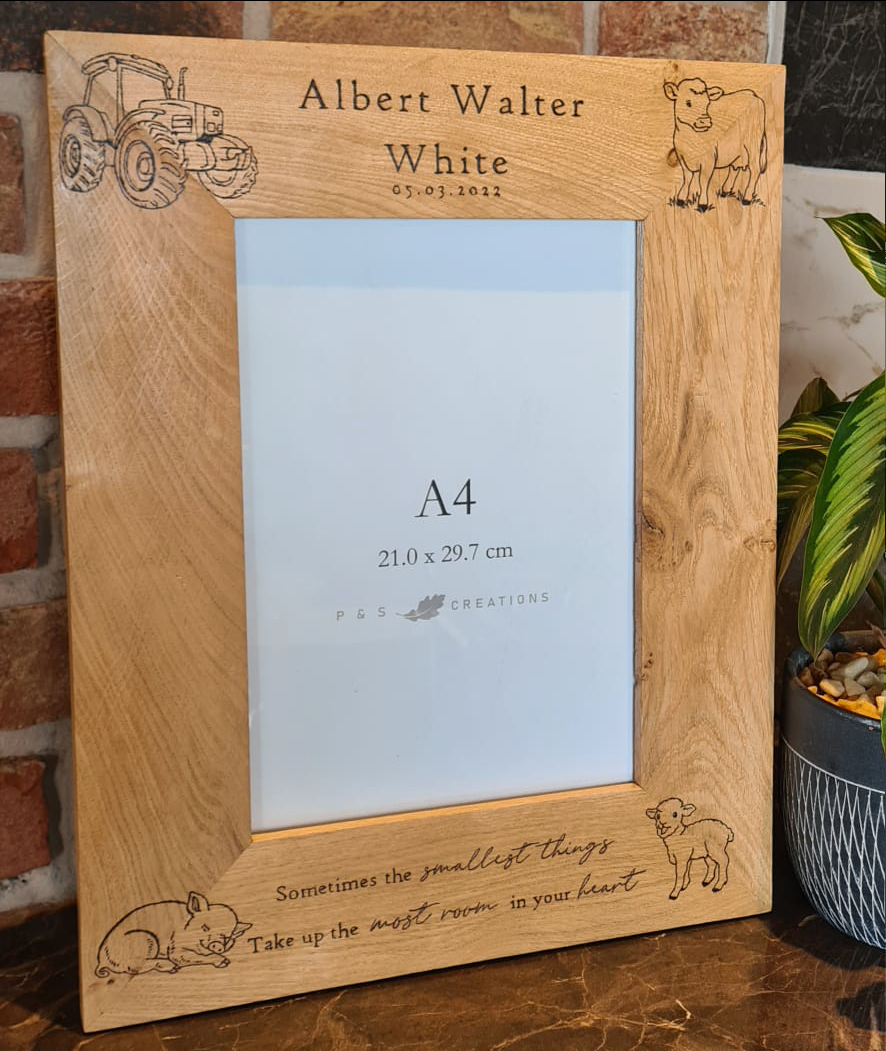 Albert Walter
White
05.03.2022
A4
21.0 x 29.7 cm
P & S CREATIONS
Sometimes the smallest things
Take up the most room in your heart